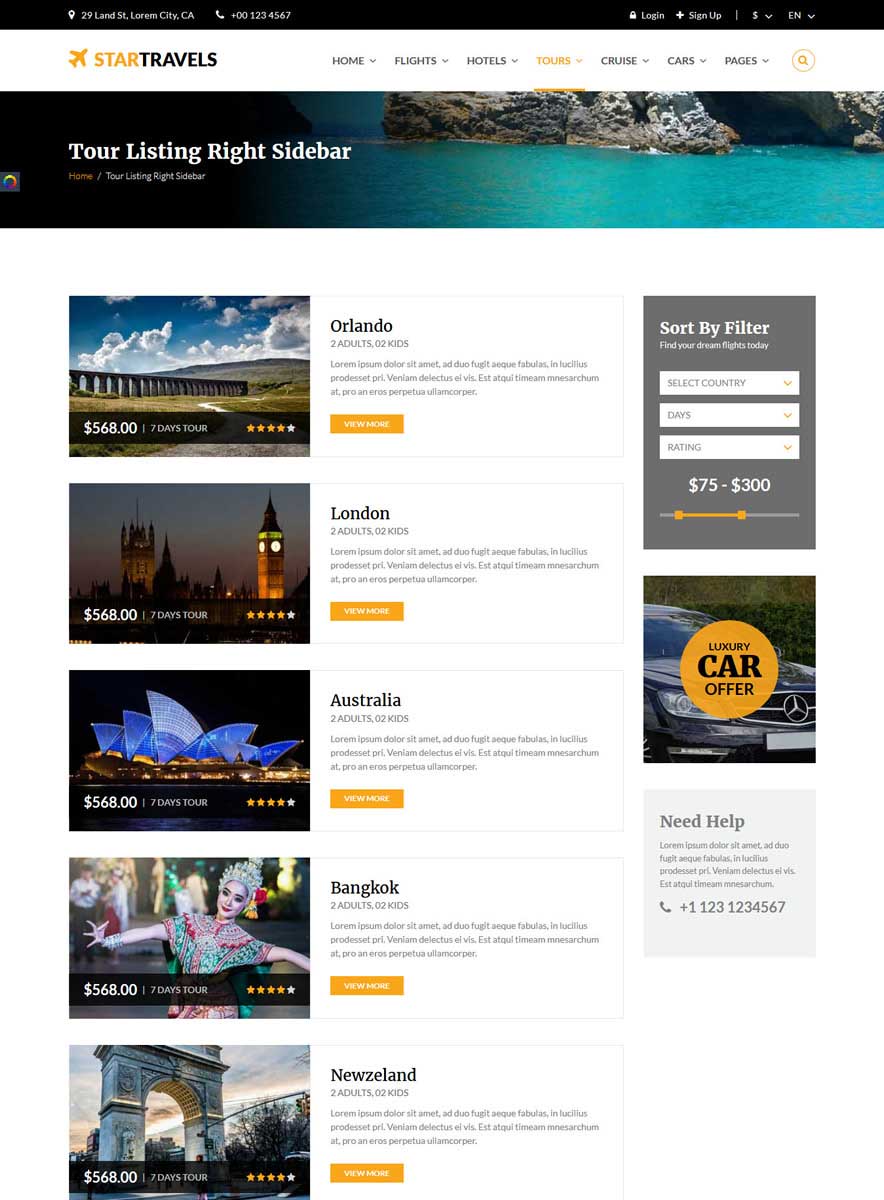 29 Land St, Lorem City, CA +00 123 4567 Login Sign Up | $ EN
STARTRAVELS HOME FLIGHTS HOTELS TOURS CRUISE CARS PAGES
Tour Listing Right Sidebar
Home / Tour Listing Right Sidebar
Orlando
2 ADULTS, 02 KIDS
Lorem ipsum dolor sit amet, ad duo fugit aeque fabulas, in lucilius
prodesset pri. Veniam delectus ei vis. Est atqui timeam mnesarchum
at, pro an eros perpetua ullamcorper.
VIEW MORE
$568.00 | 7 DAYS TOUR
London
2 ADULTS, 02 KIDS
Lorem ipsum dolor sit amet, ad duo fugit aeque fabulas, in lucilius
prodesset pri. Veniam delectus ei vis. Est atqui timeam mnesarchum
at, pro an eros perpetua ullamcorper.
VIEW MORE
$568.00 | 7 DAYS TOUR
Australia
2 ADULTS, 02 KIDS
Lorem ipsum dolor sit amet, ad duo fugit aeque fabulas, in lucilius
prodesset pri. Veniam delectus ei vis. Est atqui timeam mnesarchum
at, pro an eros perpetua ullamcorper.
VIEW MORE
$568.00 | 7 DAYS TOUR
Bangkok
2 ADULTS, 02 KIDS
Lorem ipsum dolor sit amet, ad duo fugit aeque fabulas, in lucilius
prodesset pri. Veniam delectus ei vis. Est atqui timeam mnesarchum
at, pro an eros perpetua ullamcorper.
VIEW MORE
$568.00 | 7 DAYS TOUR
Newzeland
2 ADULTS, 02 KIDS
Lorem ipsum dolor sit amet, ad duo fugit aeque fabulas, in lucilius
prodesset pri. Veniam delectus ei vis. Est atqui timeam mnesarchum
at, pro an eros perpetua ullamcorper.
VIEW MORE
$568.00 | 7 DAYS TOUR
Sort By Filter
Find your dream flights today
SELECT COUNTRY
DAYS
RATING
$75 - $300
LUXURY
CAR
OFFER
Need Help
Lorem ipsum dolor sit amet, ad duo
fugit aeque fabulas, in lucilius
prodesset pri. Veniam delectus ei vis.
Est atqui timeam mnesarchum.
+1 123 1234567